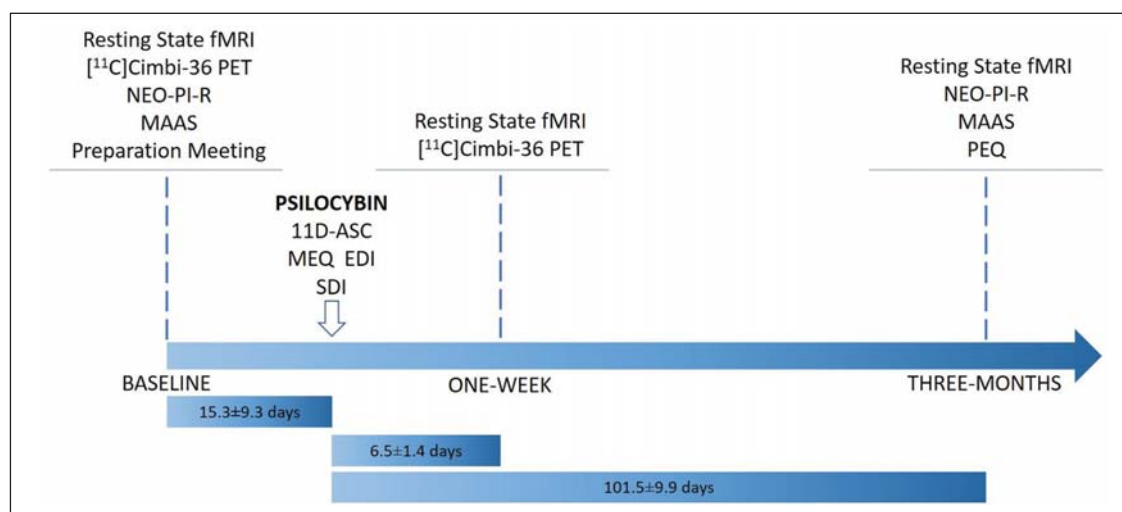 Resting State fMRI
[¹¹C]Cimbi-36 PET
NEO-PI-R
MAAS
Preparation Meeting
PSILOCYBIN
11D-ASC
MEQ EDI
SDI
Resting State fMRI
[¹¹C]Cimbi-36 PET
Resting State fMRI
NEO-PI-R
MAAS
PEQ
BASELINE
ONE-WEEK
THREE-MONTHS
15.3±9.3 days
6.5±1.4 days
101.5±9.9 days